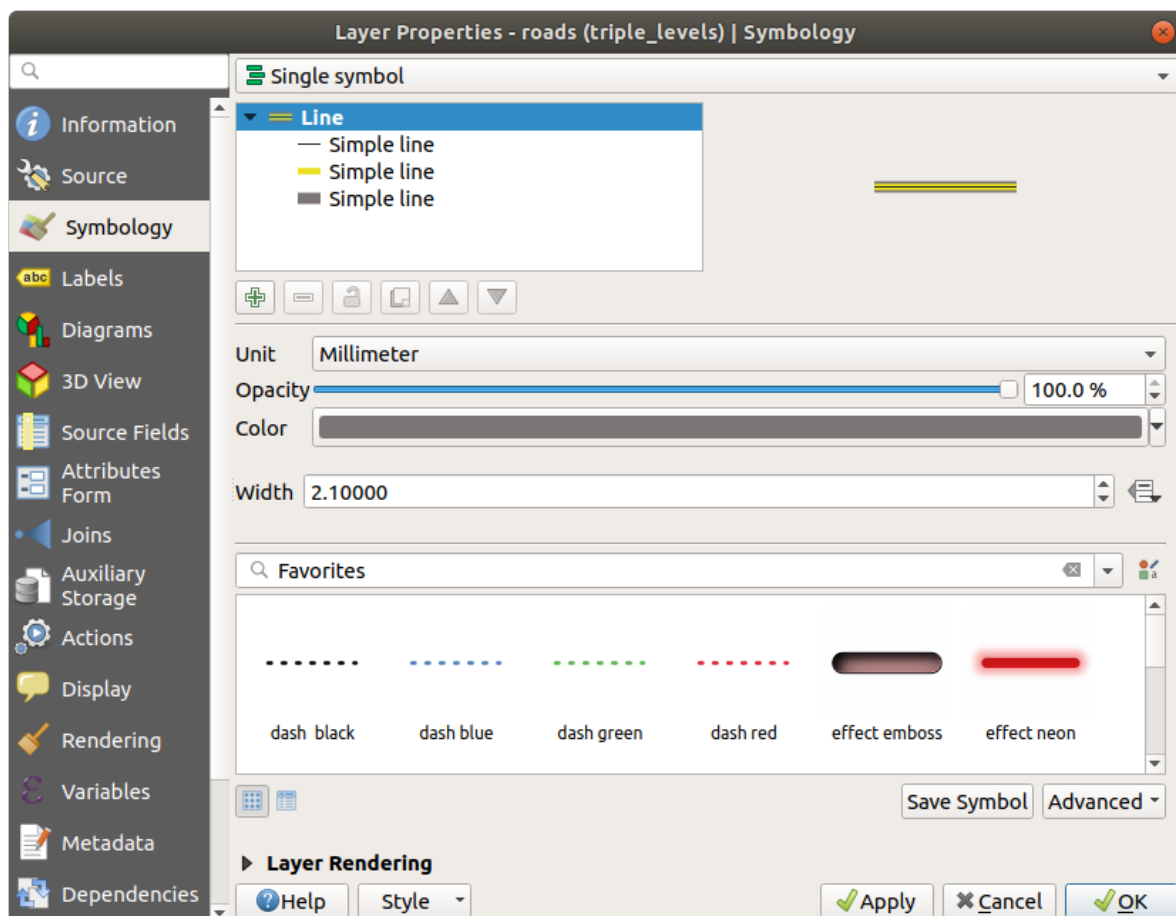 Layer Properties - roads (triple_levels) | Symbology
Single symbol
Information
Source
Symbology
abc Labels
Diagrams
3D View
Source Fields
Attributes
Form
Joins
Auxiliary
Storage
Actions
Display
Rendering
Variables
Metadata
Dependencies
Line
Simple line
Simple line
Simple line
Unit Millimeter
Opacity 100.0 %
Color
Width 2.10000
Favorites
dash black dash blue dash green dash red effect emboss effect neon
Save Symbol Advanced
Layer Rendering
Help Style Apply Cancel OK